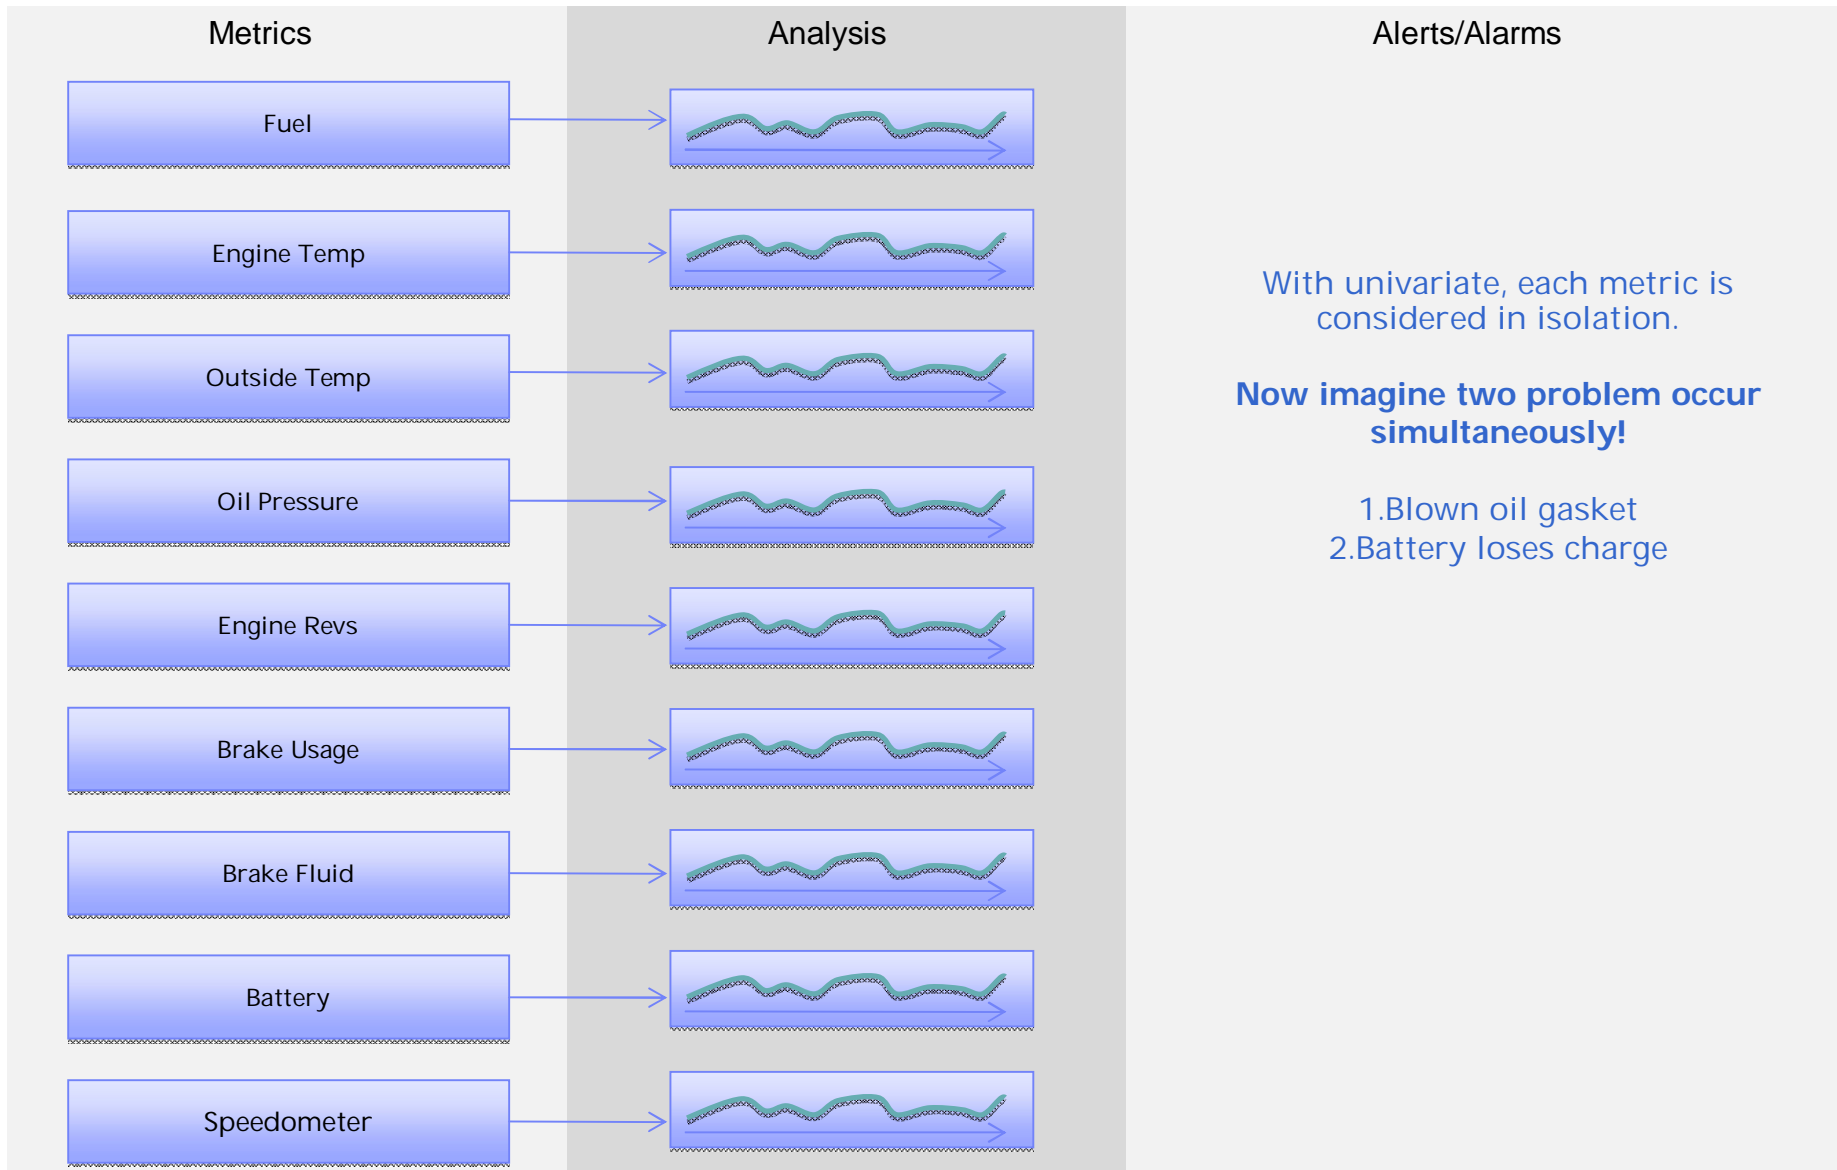 Metrics
Analysis
Alerts/Alarms
Fuel
Engine Temp
Outside Temp
Oil Pressure
Engine Revs
Brake Usage
Brake Fluid
Battery
Speedometer
With univariate, each metric is
considered in isolation.
Now imagine two problem occur
simultaneously!
1.Blown oil gasket
2.Battery loses charge